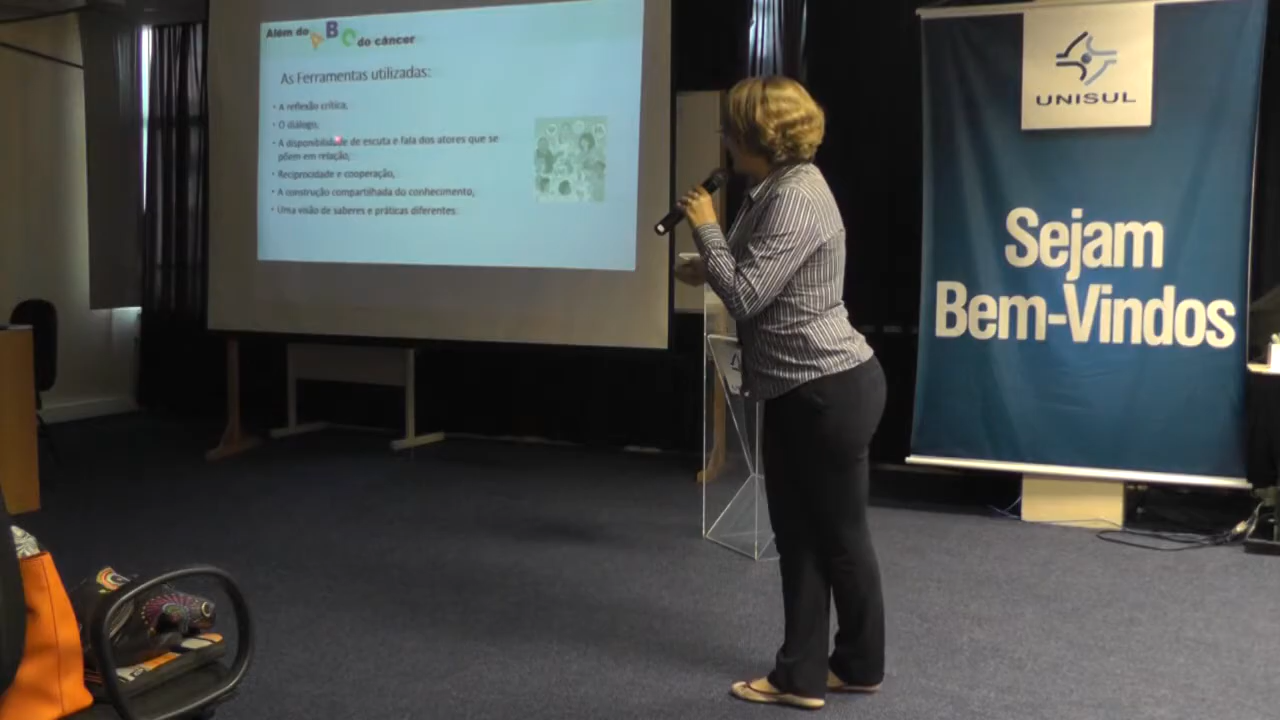 Além do ABC do câncer
As Ferramentas utilizadas:
• A reflexão crítica,
• O diálogo,
• A disponibilidade de escuta e fala dos atores que se
põem em relação,
• Reciprocidade e cooperação,
• A construção compartilhada do conhecimento,
• Uma visão de saberes e práticas diferentes
UNISUL
Sejam
Bem-Vindos